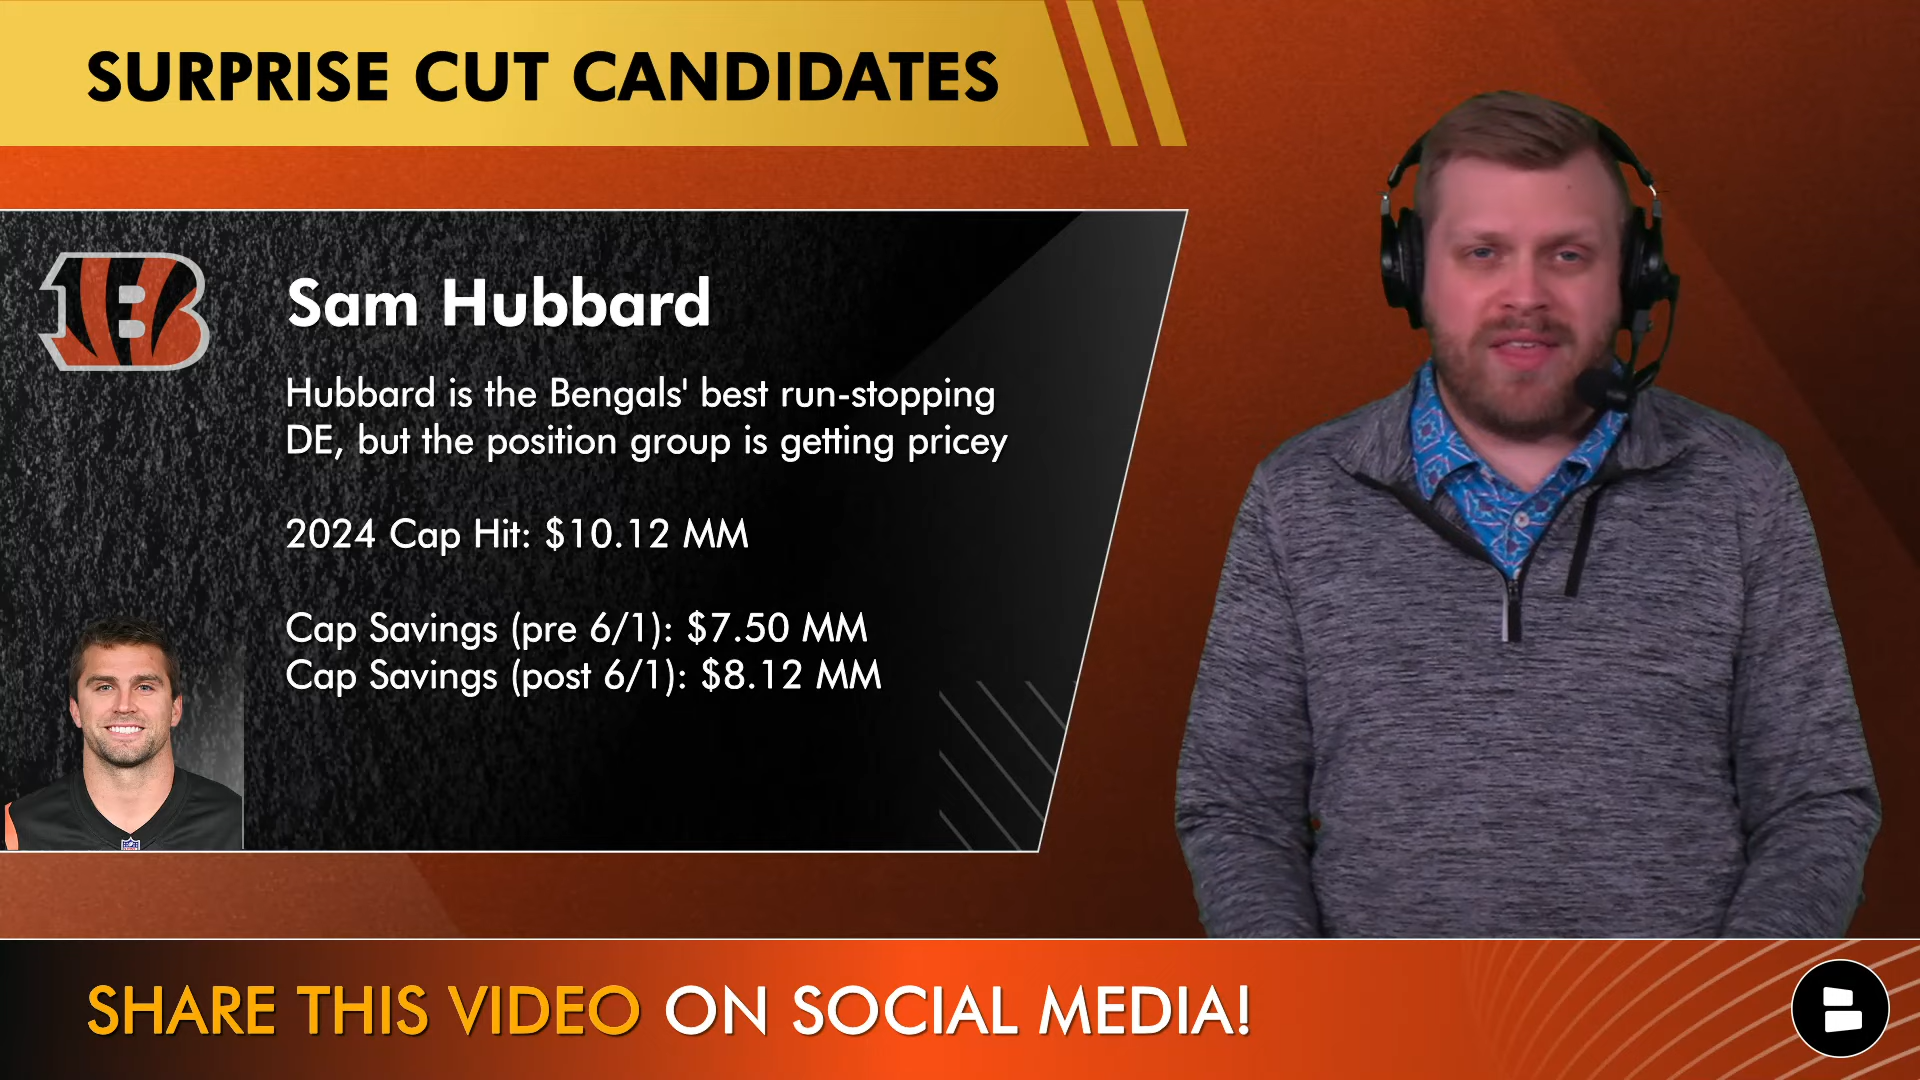 SURPRISE CUT CANDIDATES
Sam Hubbard
Hubbard is the Bengals' best run-stopping
DE, but the position group is getting pricey
2024 Cap Hit: $10.12 MM
Cap Savings (pre 6/1): $7.50 MM
Cap Savings (post 6/1): $8.12 MM
SHARE THIS VIDEO ON SOCIAL MEDIA!